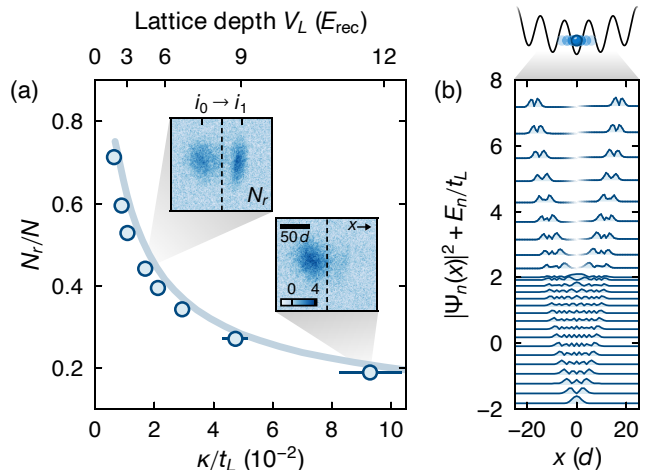 Lattice depth V_L (E_rec)
0 3 6 9 12
(a)
0.8
0.6
0.4
0.2
N_r/N
i_0 → i_1
N_r
x→
50 d
0 4
0 2 4 6 8 10
κ/t_L (10^-2)
(b)
8
6
4
2
0
−2
|Ψ_n(x)|^2 + E_n/t_L
−20 0 20
x (d)